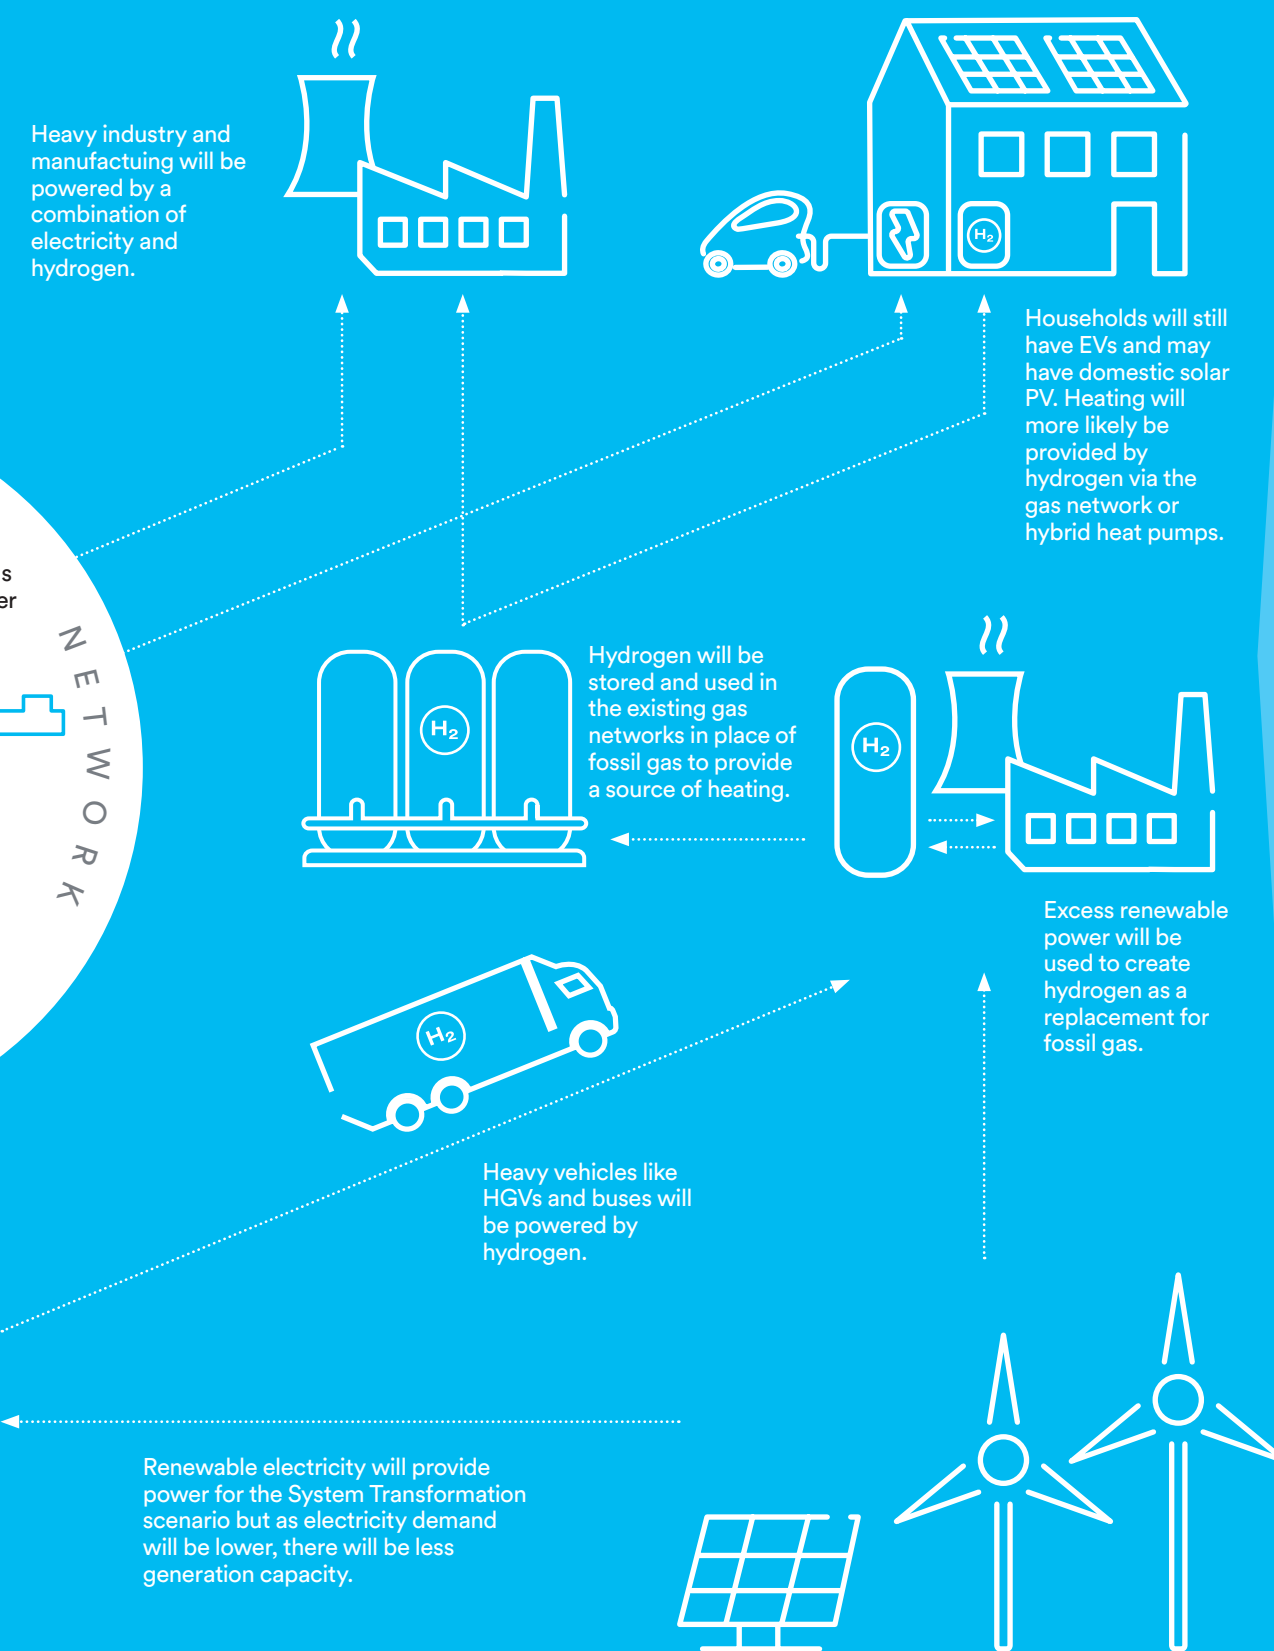 Heavy industry and
manufactuing will be
powered by a
combination of
electricity and
hydrogen.
H₂
Households will still
have EVs and may
have domestic solar
PV. Heating will
more likely be
provided by
hydrogen via the
gas network or
hybrid heat pumps.
s
er
NETWORK
H₂
Hydrogen will be
stored and used in
the existing gas
networks in place of
fossil gas to provide
a source of heating.
H₂
Excess renewable
power will be
used to create
hydrogen as a
replacement for
fossil gas.
H₂
Heavy vehicles like
HGVs and buses will
be powered by
hydrogen.
Renewable electricity will provide
power for the System Transformation
scenario but as electricity demand
will be lower, there will be less
generation capacity.